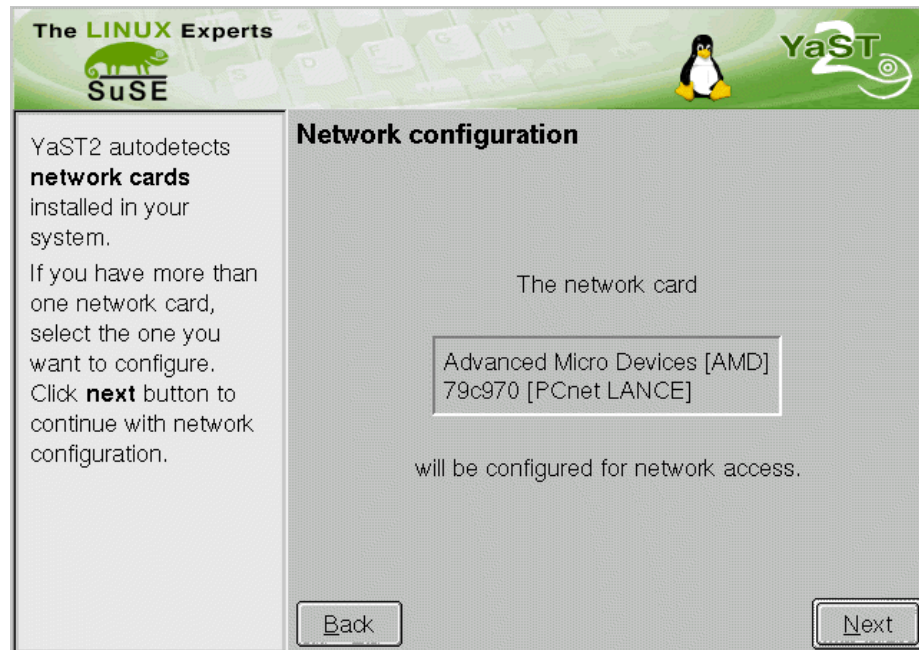 The LINUX Experts
SuSE
YaST
2
YaST2 autodetects
network cards
installed in your
system.
If you have more than
one network card,
select the one you
want to configure.
Click next button to
continue with network
configuration.
Network configuration
The network card
Advanced Micro Devices [AMD]
79c970 [PCnet LANCE]
will be configured for network access.
Back
Next